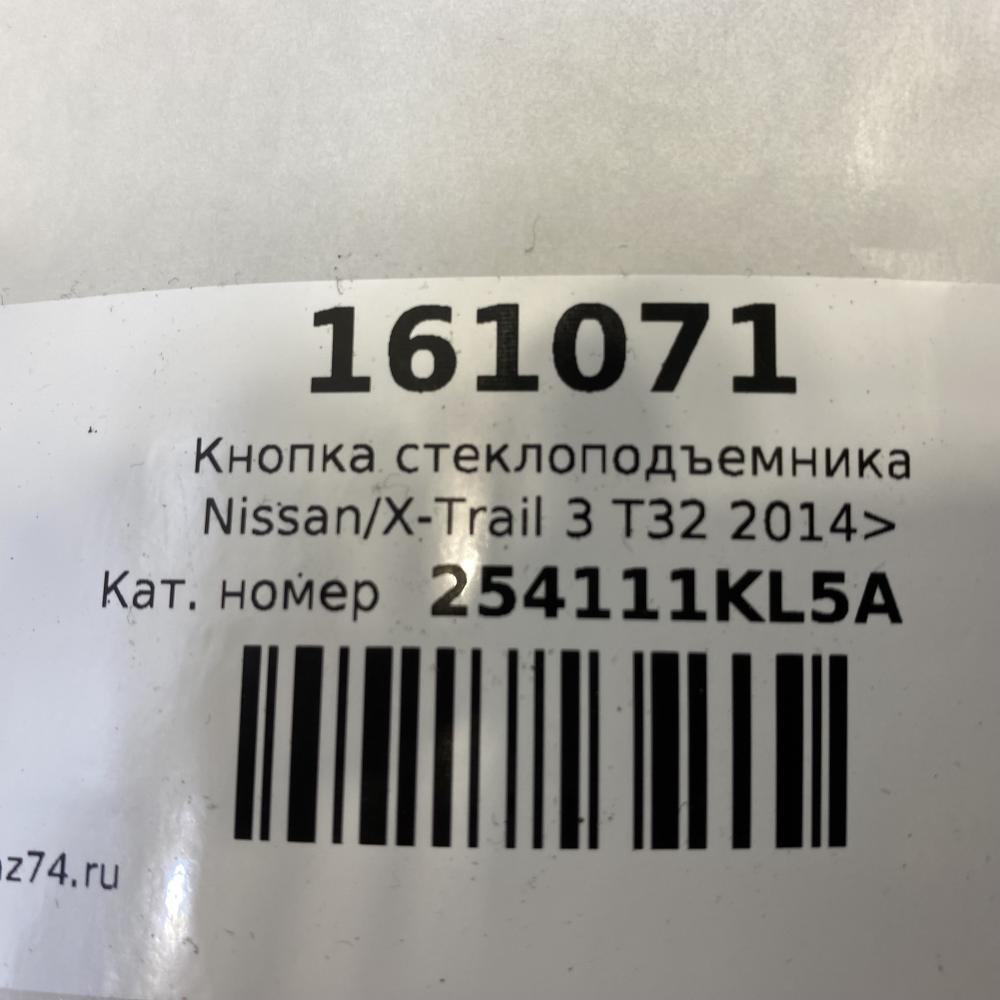 161071
Кнопка стеклоподъемника
Nissan/X-Trail 3 T32 2014>
Кат. номер 254111KL5A
z74.ru